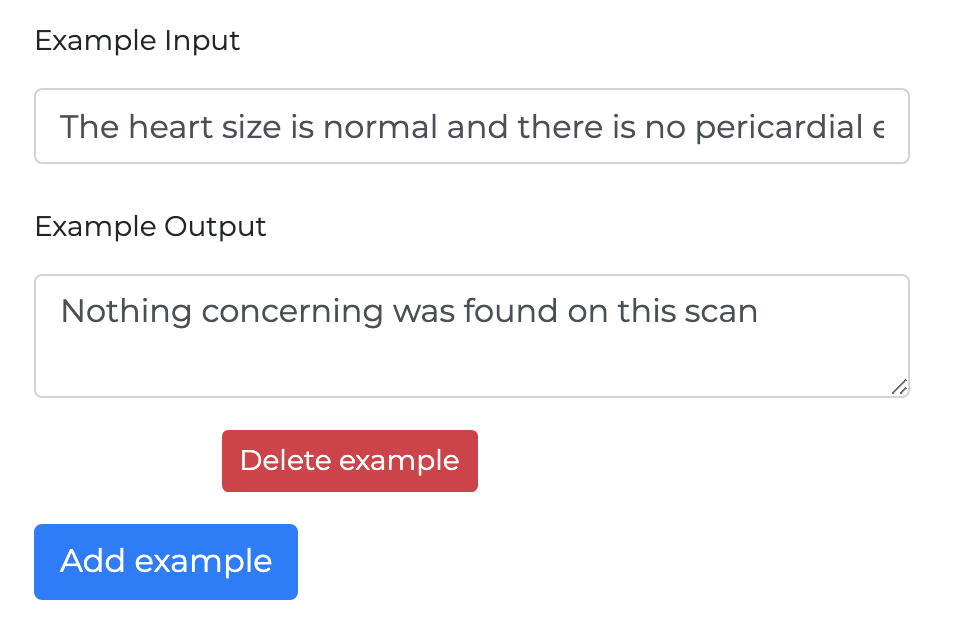 Example Input
The heart size is normal and there is no pericardial
Example Output
Nothing concerning was found on this scan
Delete example
Add example